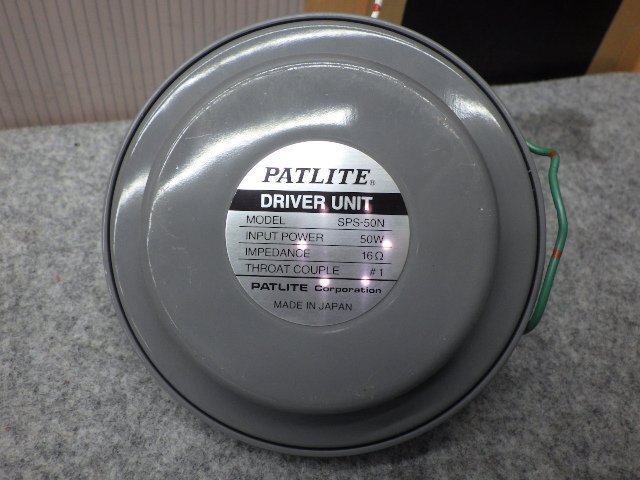 PATLITE®
DRIVER UNIT
MODEL SPS-50N
INPUT POWER 50W
IMPEDANCE 16Ω
THROAT COUPLE #1
PATLITE Corporation
MADE IN JAPAN